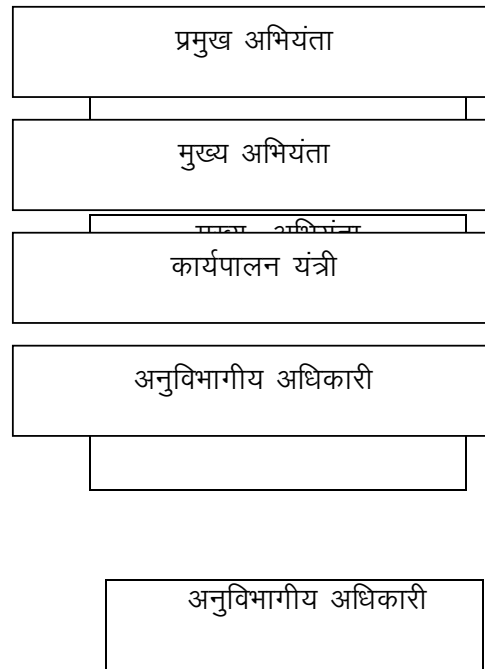 प्रमुख अभियंता
मुख्य अभियंता
कार्यपालन यंत्री
अनुविभागीय अधिकारी
अनुविभागीय अधिकारी